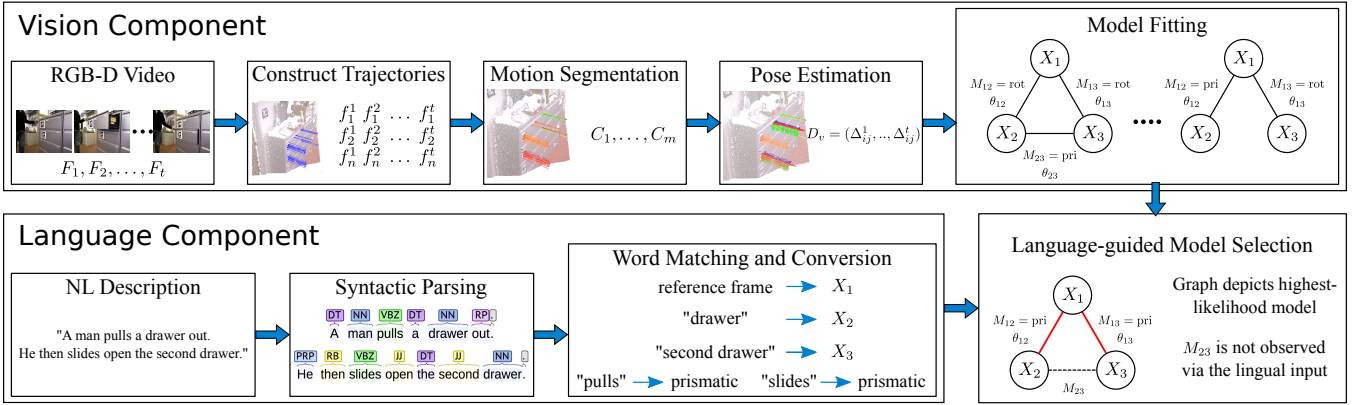 Vision Component
RGB-D Video
F₁, F₂, . . . , F_t
Construct Trajectories
f₁¹ f₁² . . . f₁ᵗ
f₂¹ f₂² . . . f₂ᵗ
fₙ¹ fₙ² . . . fₙᵗ
Motion Segmentation
C₁, . . . , Cₘ
Pose Estimation
D_v = (Δ¹_ij, .., Δᵗ_ij)
Model Fitting
X₁
M₁₂ = rot
θ₁₂
M₁₃ = rot
θ₁₃
X₂
X₃
M₂₃ = pri
θ₂₃
X₁
M₁₂ = pri
θ₁₂
M₁₃ = rot
θ₁₃
X₂
X₃
Language Component
NL Description
"A man pulls a drawer out.
He then slides open the second drawer."
Syntactic Parsing
DT NN VBZ DT NN RP .
A man pulls a drawer out.
PRP RB VBZ JJ DT JJ NN .
He then slides open the second drawer.
Word Matching and Conversion
reference frame X₁
"drawer" X₂
"second drawer" X₃
"pulls" prismatic "slides" prismatic
Language-guided Model Selection
X₁
M₁₂ = pri
θ₁₂
M₁₃ = pri
θ₁₃
X₂
X₃
M₂₃
Graph depicts highest-
likelihood model
M₂₃ is not observed
via the lingual input